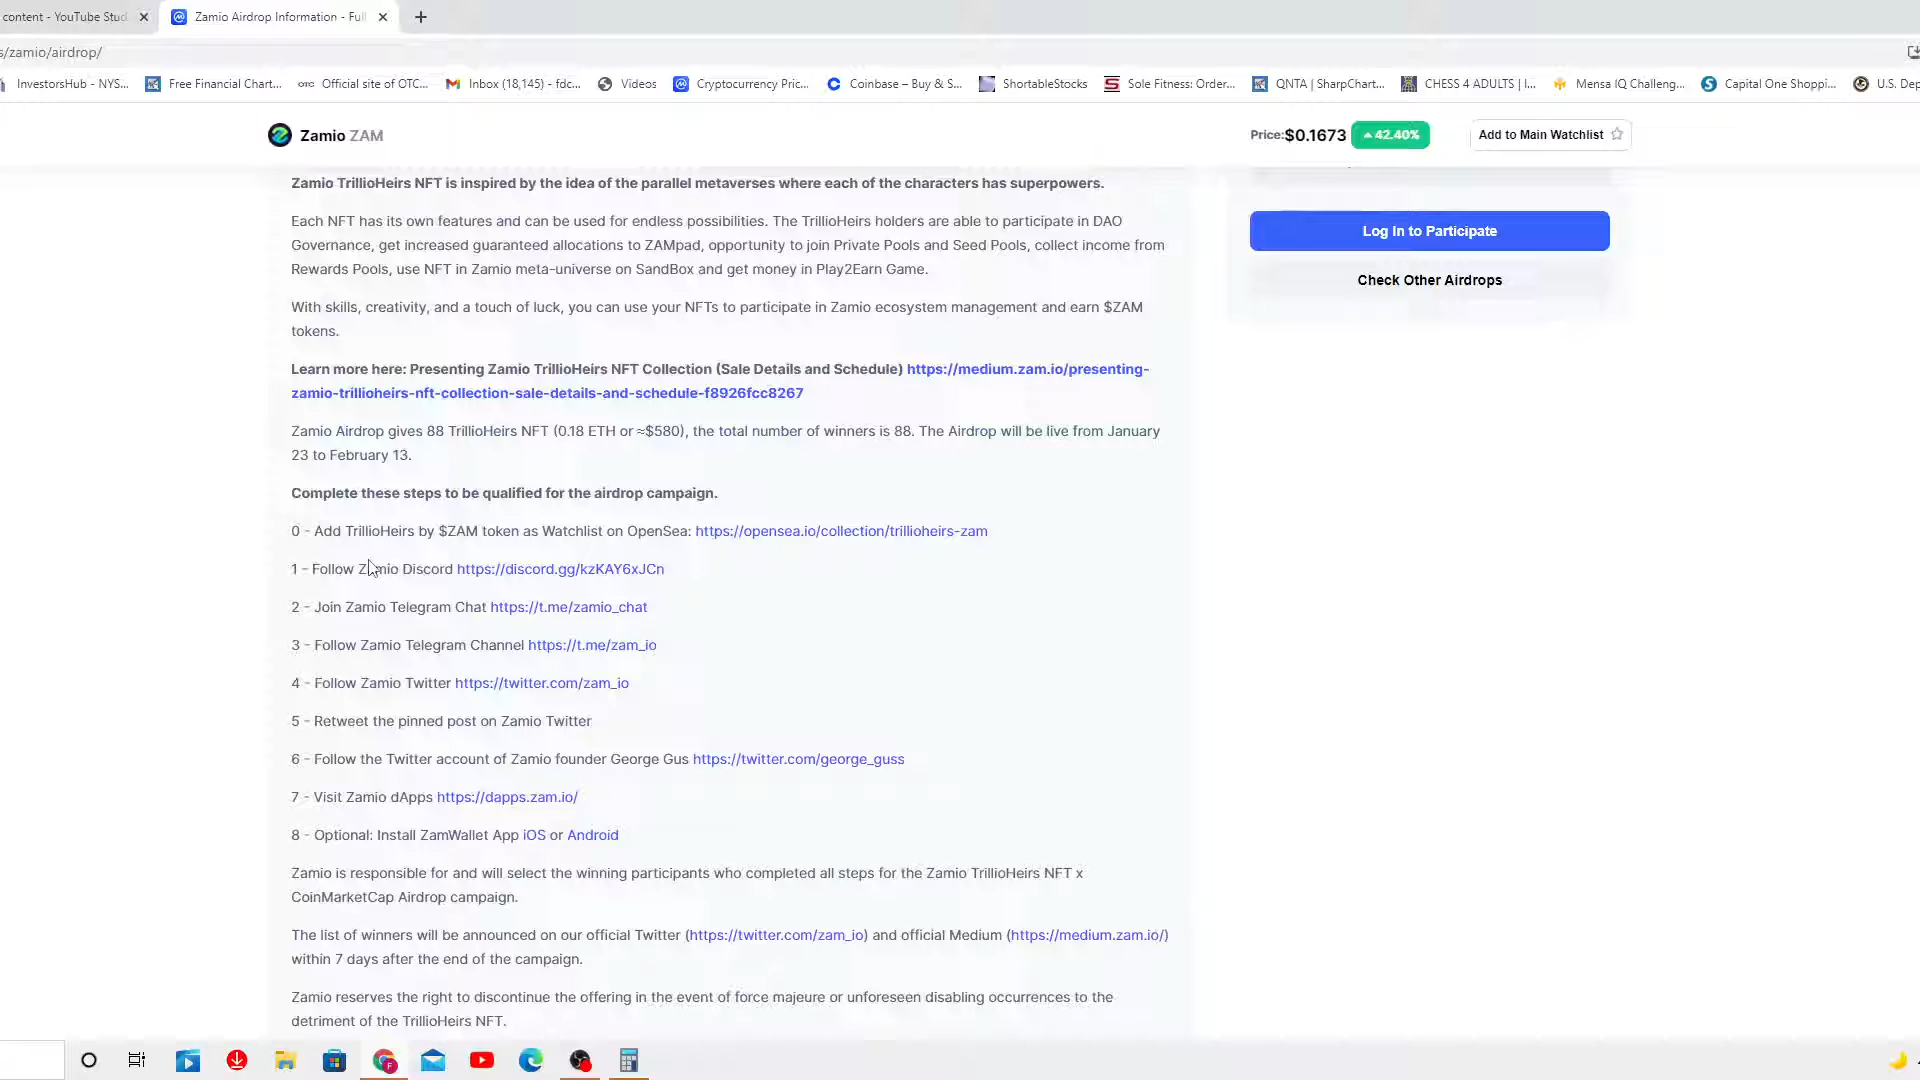 content - YouTube Stud
Zamio Airdrop Information - Full
s/zamio/airdrop/
InvestorsHub - NYS... Free Financial Chart... OTC Official site of OTC... Inbox (18,145) - fdc... Videos Cryptocurrency Pric... Coinbase – Buy & S... ShortableStocks Sole Fitness: Order... QNTA | SharpChart... CHESS 4 ADULTS | I... Mensa IQ Challeng... Capital One Shoppi... U.S. Dep
Zamio ZAM
Price:$0.1673 42.40% Add to Main Watchlist
Zamio TrillioHeirs NFT is inspired by the idea of the parallel metaverses where each of the characters has superpowers.
Each NFT has its own features and can be used for endless possibilities. The TrillioHeirs holders are able to participate in DAO
Governance, get increased guaranteed allocations to ZAMpad, opportunity to join Private Pools and Seed Pools, collect income from
Rewards Pools, use NFT in Zamio meta-universe on SandBox and get money in Play2Earn Game.
With skills, creativity, and a touch of luck, you can use your NFTs to participate in Zamio ecosystem management and earn $ZAM
tokens.
Learn more here: Presenting Zamio TrillioHeirs NFT Collection (Sale Details and Schedule) https://medium.zam.io/presenting-
zamio-trillioheirs-nft-collection-sale-details-and-schedule-f8926fcc8267
Zamio Airdrop gives 88 TrillioHeirs NFT (0.18 ETH or ≈$580), the total number of winners is 88. The Airdrop will be live from January
23 to February 13.
Complete these steps to be qualified for the airdrop campaign.
0 - Add TrillioHeirs by $ZAM token as Watchlist on OpenSea: https://opensea.io/collection/trillioheirs-zam
1 - Follow Zamio Discord https://discord.gg/kzKAY6xJCn
2 - Join Zamio Telegram Chat https://t.me/zamio_chat
3 - Follow Zamio Telegram Channel https://t.me/zam_io
4 - Follow Zamio Twitter https://twitter.com/zam_io
5 - Retweet the pinned post on Zamio Twitter
6 - Follow the Twitter account of Zamio founder George Gus https://twitter.com/george_guss
7 - Visit Zamio dApps https://dapps.zam.io/
8 - Optional: Install ZamWallet App iOS or Android
Zamio is responsible for and will select the winning participants who completed all steps for the Zamio TrillioHeirs NFT x
CoinMarketCap Airdrop campaign.
The list of winners will be announced on our official Twitter (https://twitter.com/zam_io) and official Medium (https://medium.zam.io/)
within 7 days after the end of the campaign.
Zamio reserves the right to discontinue the offering in the event of force majeure or unforeseen disabling occurrences to the
detriment of the TrillioHeirs NFT.
Log In to Participate
Check Other Airdrops